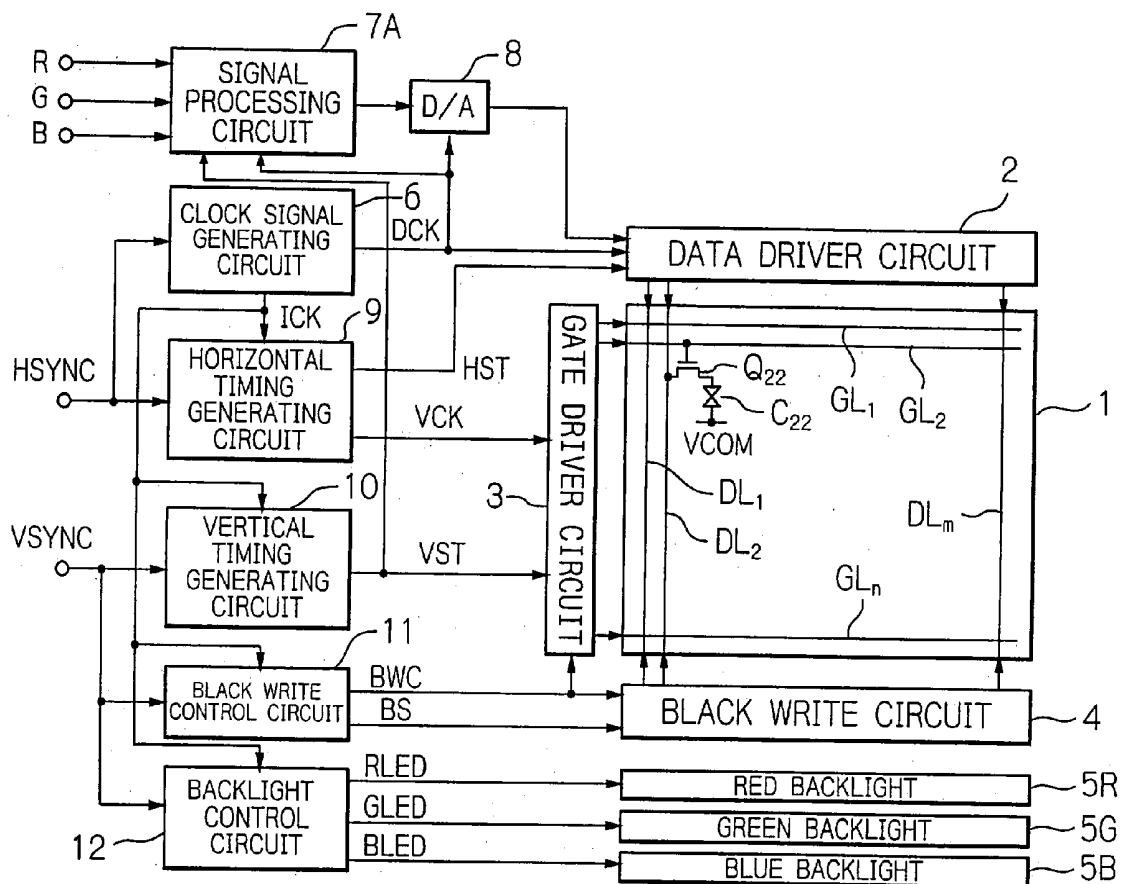 7A
R
G
B
SIGNAL
PROCESSING
CIRCUIT
8
D/A
6
CLOCK SIGNAL
GENERATING
CIRCUIT
DCK
2
DATA DRIVER CIRCUIT
ICK
9
HSYNC
HORIZONTAL
TIMING
GENERATING
CIRCUIT
HST
VCK
3
GATE DRIVER CIRCUIT
Q22
C22
VCOM
GL1
GL2
1
DL1
DL2
DLm
GLn
10
VSYNC
VERTICAL
TIMING
GENERATING
CIRCUIT
VST
11
BLACK WRITE
CONTROL CIRCUIT
BWC
BS
BLACK WRITE CIRCUIT
4
12
BACKLIGHT
CONTROL
CIRCUIT
RLED
GLED
BLED
RED BACKLIGHT
5R
GREEN BACKLIGHT
5G
BLUE BACKLIGHT
5B